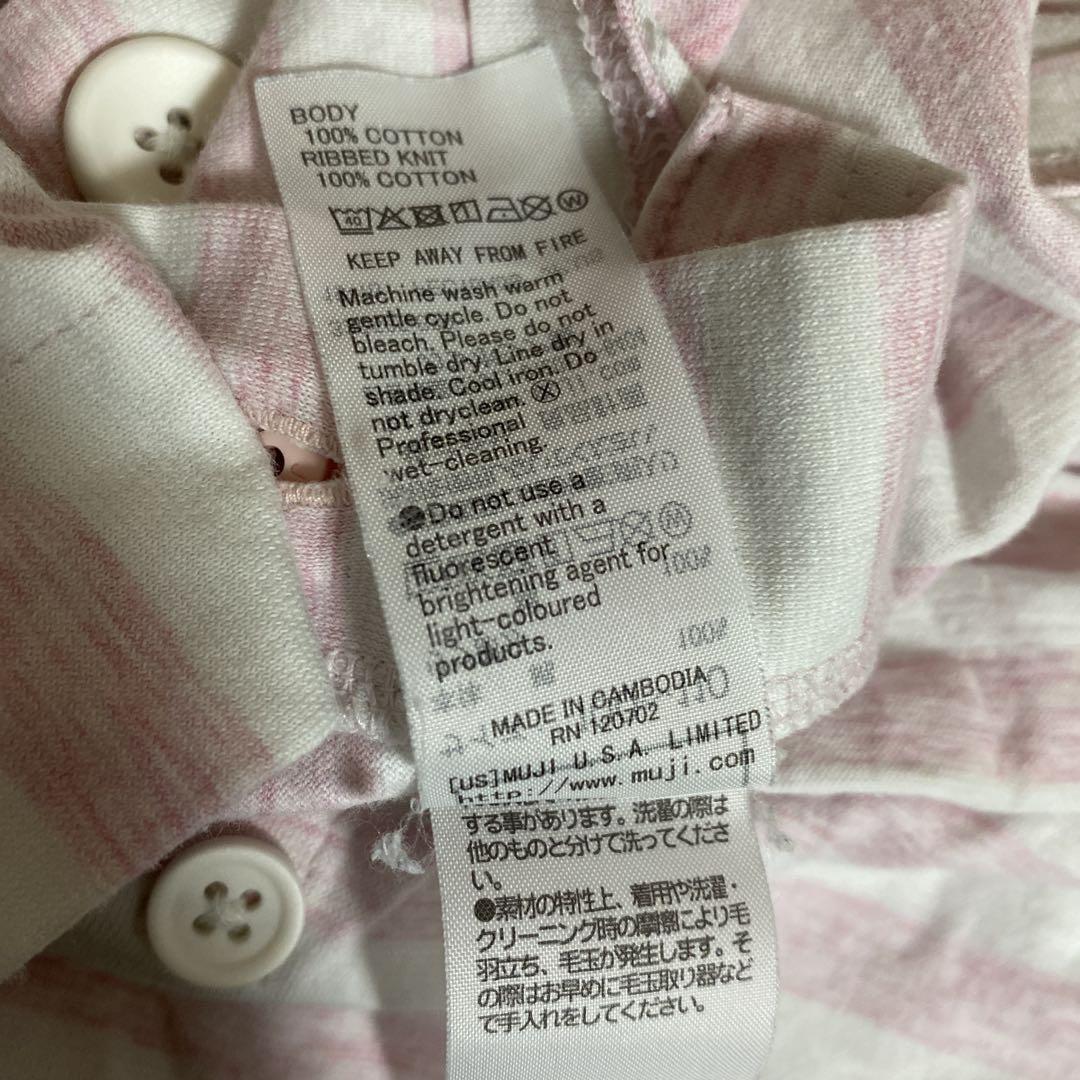 BODY
100% COTTON
RIBBED KNIT
100% COTTON
40
KEEP AWAY FROM FIRE
Machine wash warm
gentle cycle. Do not
bleach. Please do not
tumble dry. Line dry in
shade. Cool iron. Do
not dryclean.
Professional
wet-cleaning.
●Do not use a
detergent with a
fluorescent
brightening agent for
light-coloured
products.
MADE IN CAMBODIA
RN 120702
[us]MUJI U.S.A. LIMITED
http://www.muji.com
する事があります。洗濯の際は
他のものと分けて洗ってくださ
い。
●素材の特性上、着用や洗濯・
クリーニング時の摩擦により毛
羽立ち、毛玉が発生します。そ
の際はお早めに毛玉取り器など
で手入れをしてください。